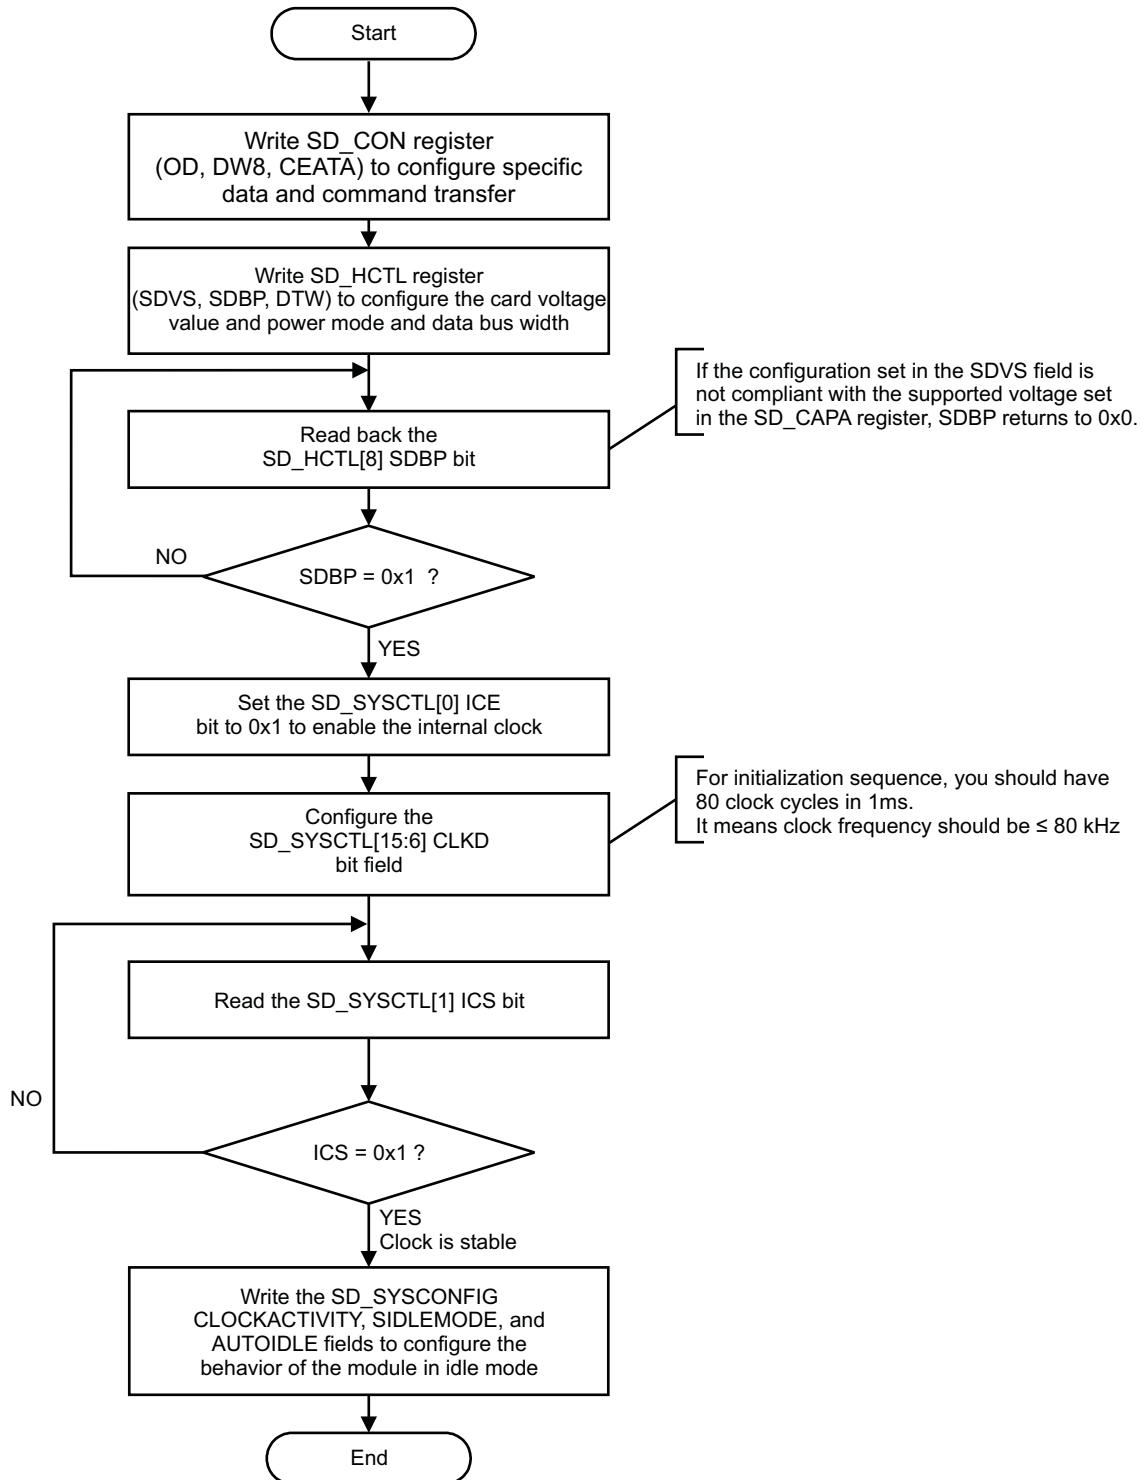 Start
Write SD_CON register
(OD, DW8, CEATA) to configure specific
data and command transfer
Write SD_HCTL register
(SDVS, SDBP, DTW) to configure the card voltage
value and power mode and data bus width
If the configuration set in the SDVS field is
not compliant with the supported voltage set
in the SD_CAPA register, SDBP returns to 0x0.
Read back the
SD_HCTL[8] SDBP bit
NO
SDBP = 0x1 ?
YES
Set the SD_SYSCTL[0] ICE
bit to 0x1 to enable the internal clock
For initialization sequence, you should have
80 clock cycles in 1ms.
It means clock frequency should be ≤ 80 kHz
Configure the
SD_SYSCTL[15:6] CLKD
bit field
Read the SD_SYSCTL[1] ICS bit
NO
ICS = 0x1 ?
YES
Clock is stable
Write the SD_SYSCONFIG
CLOCKACTIVITY, SIDLEMODE, and
AUTOIDLE fields to configure the
behavior of the module in idle mode
End